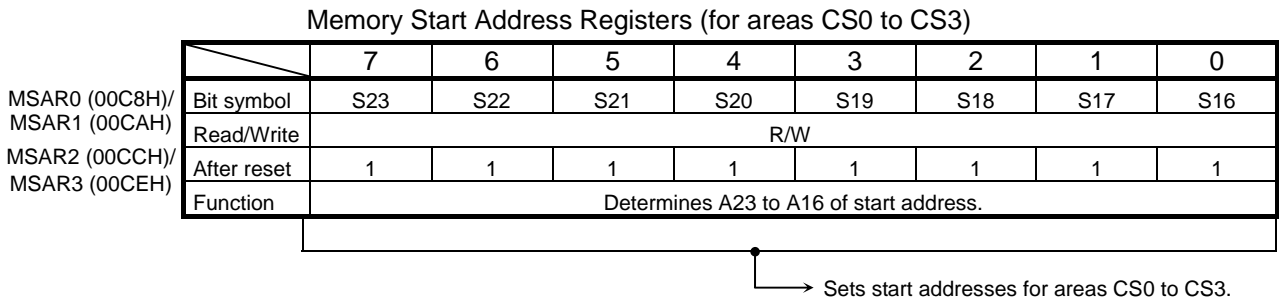 Memory Start Address Registers (for areas CS0 to CS3)
7 6 5 4 3 2 1 0
MSAR0 (00C8H)/ Bit symbol S23 S22 S21 S20 S19 S18 S17 S16
MSAR1 (00CAH) Read/Write R/W
MSAR2 (00CCH)/ After reset 1 1 1 1 1 1 1 1
MSAR3 (00CEH) Function Determines A23 to A16 of start address.
Sets start addresses for areas CS0 to CS3.